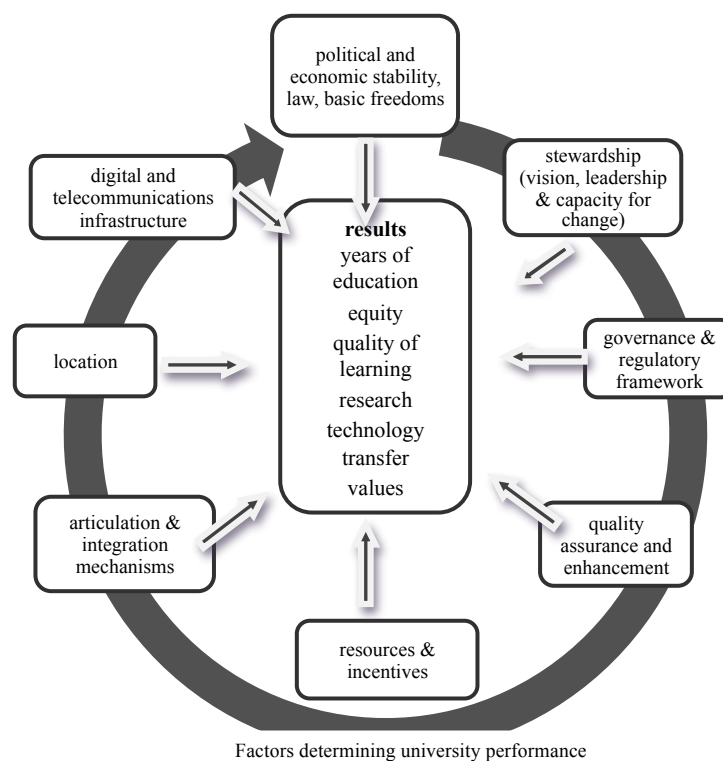 political and
economic stability,
law, basic freedoms
stewardship
(vision, leadership
& capacity for
change)
digital and
telecommunications
infrastructure
results
years of
education
equity
quality of
learning
research
technology
transfer
values
location
governance &
regulatory
framework
articulation &
integration
mechanisms
quality
assurance and
enhancement
resources &
incentives
Factors determining university performance